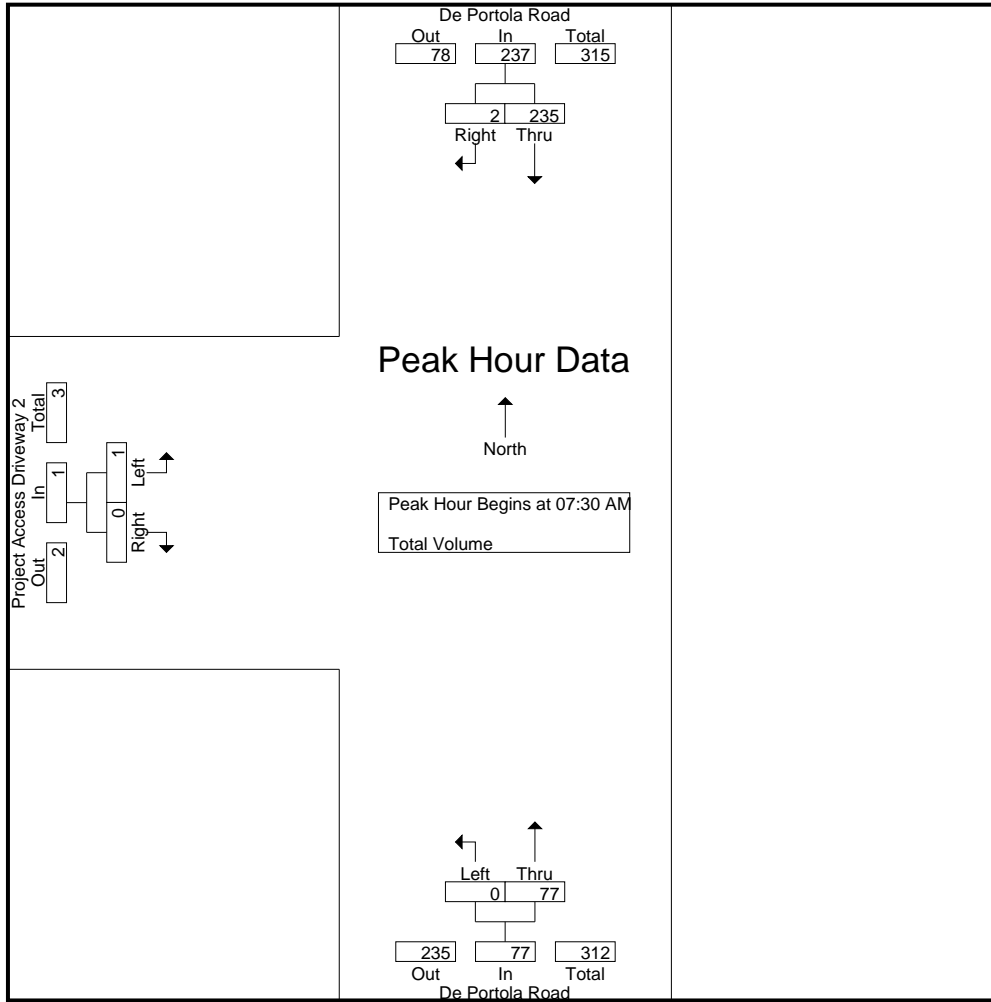 De Portola Road
Out In Total
78 237 315
2 235
Right Thru
Peak Hour Data
North
Peak Hour Begins at 07:30 AM
Total Volume
Project Access Driveway 2
Out In Total
2 1 3
0 1
Right Left
Left Thru
0 77
235 77 312
Out In Total
De Portola Road